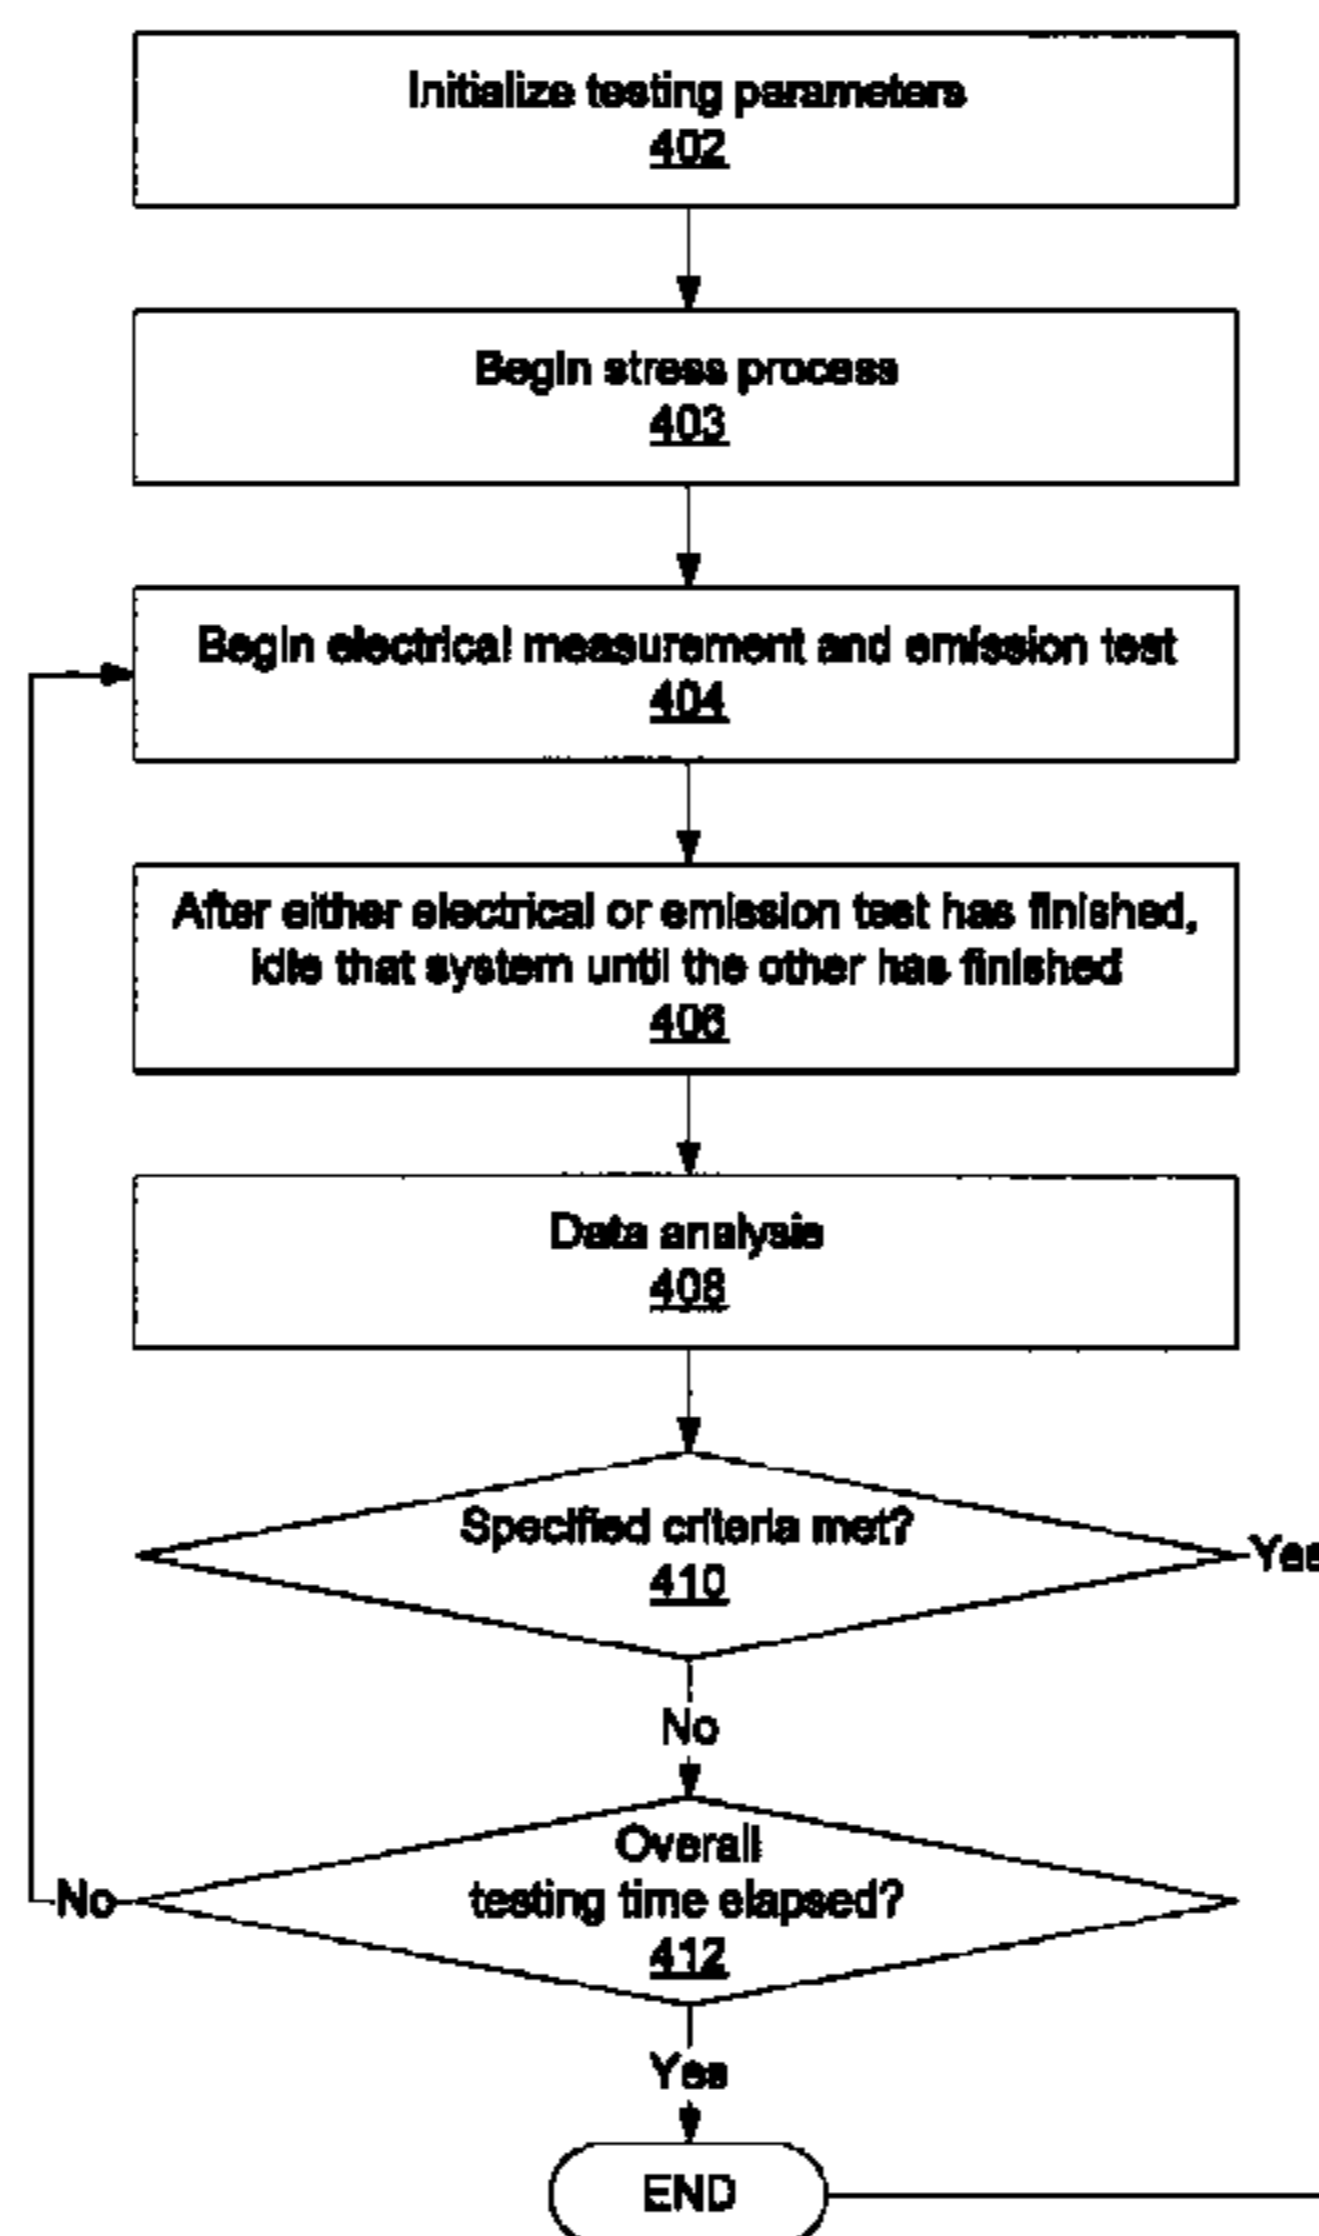 Initialize testing parameters
402
Begin stress process
403
Begin electrical measurement and emission test
404
After either electrical or emission test has finished,
idle that system until the other has finished
406
Data analysis
408
Specified criteria met?
410
Yes
No
Overall
testing time elapsed?
412
No
Yes
END